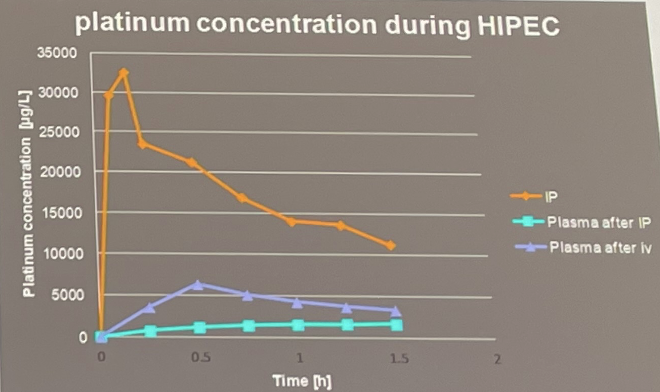 platinum concentration during HIPEC
35000
30000
25000
20000
15000
10000
5000
0
Platinum concentration [µg/L]
0 0.5 1 1.5 2
Time [h]
IP
Plasma after IP
Plasma after iv